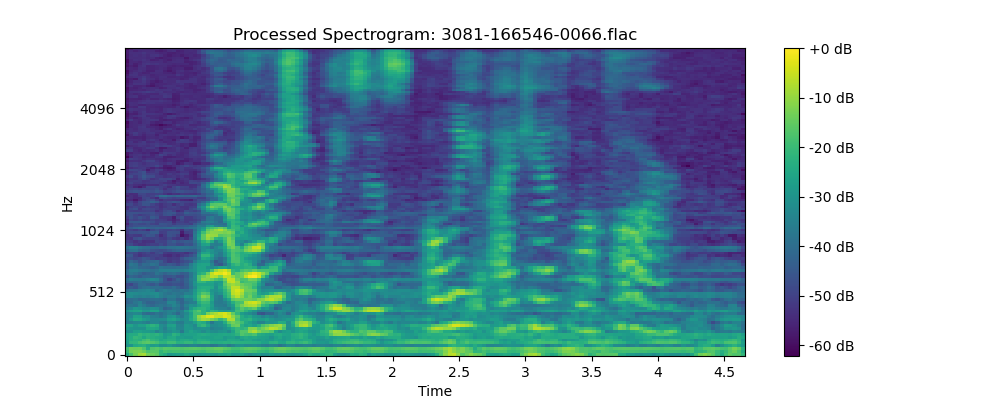 Processed Spectrogram: 3081-166546-0066.flac
Hz
4096
2048
1024
512
0
0
0.5
1
1.5
2
2.5
3
3.5
4
4.5
Time
+0 dB
-10 dB
-20 dB
-30 dB
-40 dB
-50 dB
-60 dB